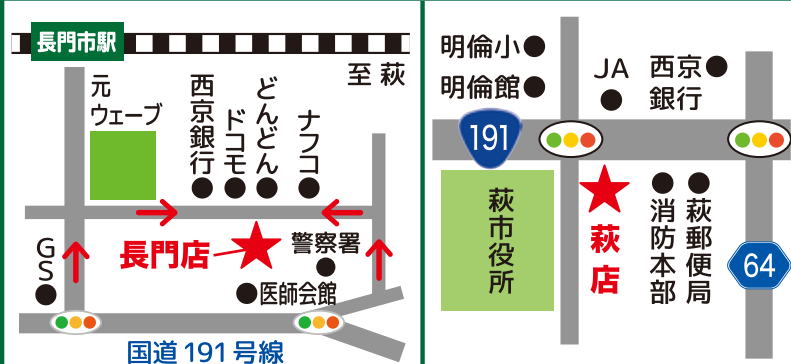 長門市駅
至萩
元
ウェーブ
西京銀行
ドコモ
どんどん
ナフコ
GS
長門店
警察署
医師会館
国道191号線
明倫小
明倫館
JA
西京
銀行
191
萩市役所
萩店
消防本部
萩郵便局
64